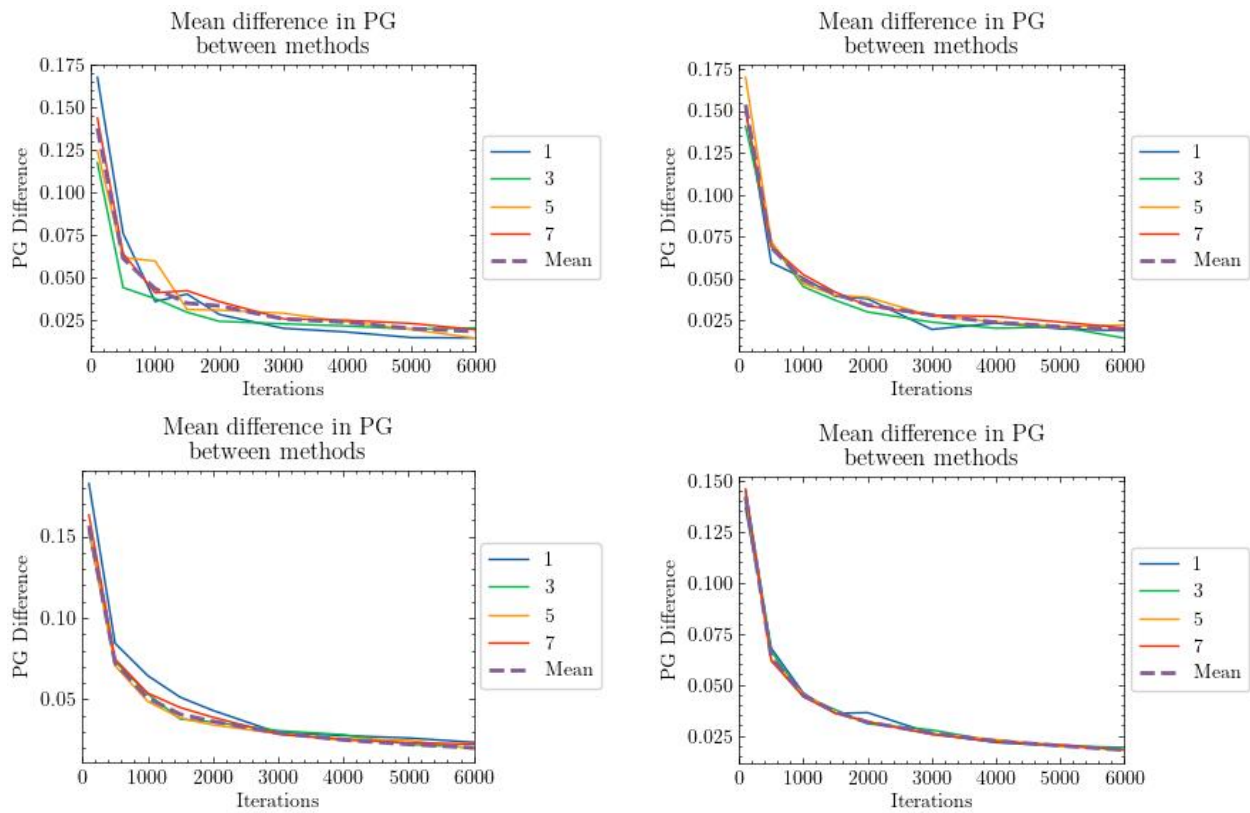 Mean difference in PG
between methods
0.175
0.150
0.125
0.100
0.075
0.050
0.025
PG Difference
0 1000 2000 3000 4000 5000 6000
Iterations
1
3
5
7
Mean
Mean difference in PG
between methods
0.175
0.150
0.125
0.100
0.075
0.050
0.025
PG Difference
0 1000 2000 3000 4000 5000 6000
Iterations
1
3
5
7
Mean
Mean difference in PG
between methods
0.15
0.10
0.05
PG Difference
0 1000 2000 3000 4000 5000 6000
Iterations
1
3
5
7
Mean
Mean difference in PG
between methods
0.150
0.125
0.100
0.075
0.050
0.025
PG Difference
0 1000 2000 3000 4000 5000 6000
Iterations
1
3
5
7
Mean